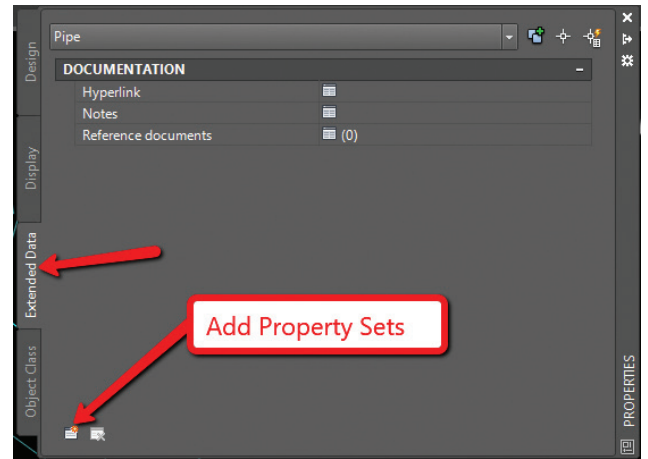 Pipe
DOCUMENTATION
Hyperlink
Notes
Reference documents (0)
Design
Display
Extended Data
Object Class
Add Property Sets
PROPERTIES